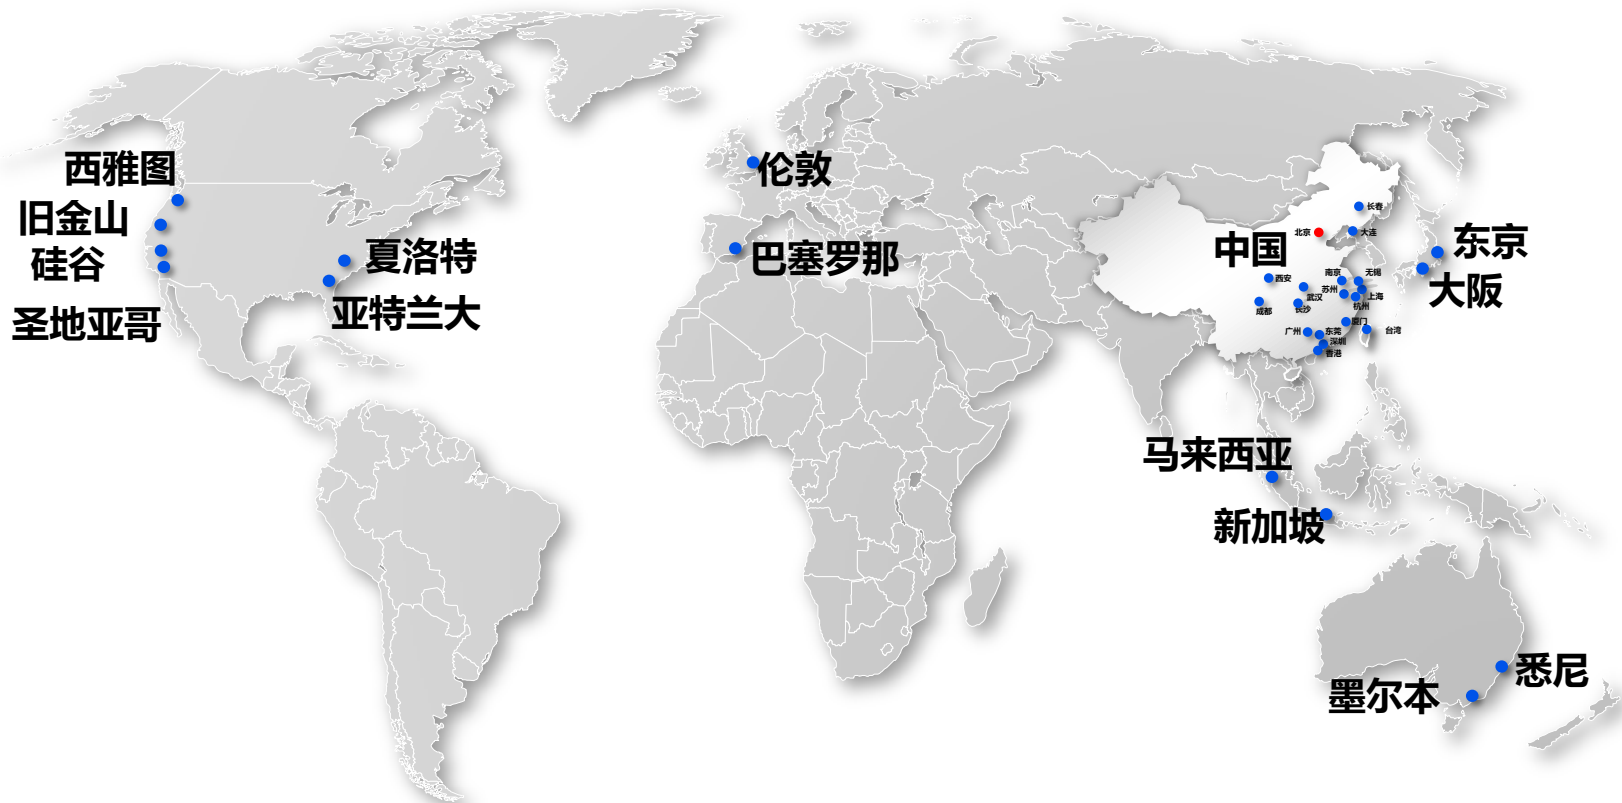 西雅图
旧金山
硅谷
圣地亚哥
夏洛特
亚特兰大
伦敦
巴塞罗那
中国
长春
北京
大连
西安
南京
无锡
苏州
武汉
上海
成都
长沙
杭州
厦门
广州
东莞
台湾
深圳
香港
东京
大阪
马来西亚
新加坡
悉尼
墨尔本